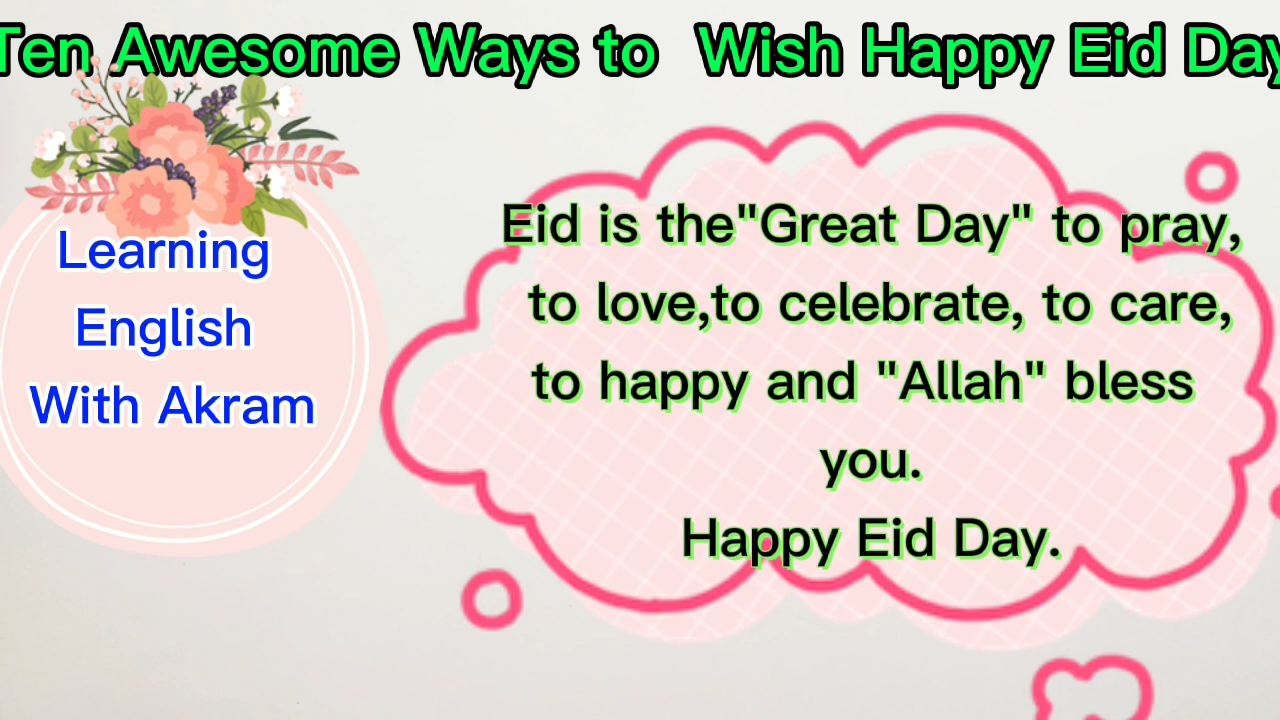 Ten Awesome Ways to Wish Happy Eid Day
Learning
English
With Akram
Eid is the"Great Day" to pray,
to love,to celebrate, to care,
to happy and "Allah" bless
you.
Happy Eid Day.